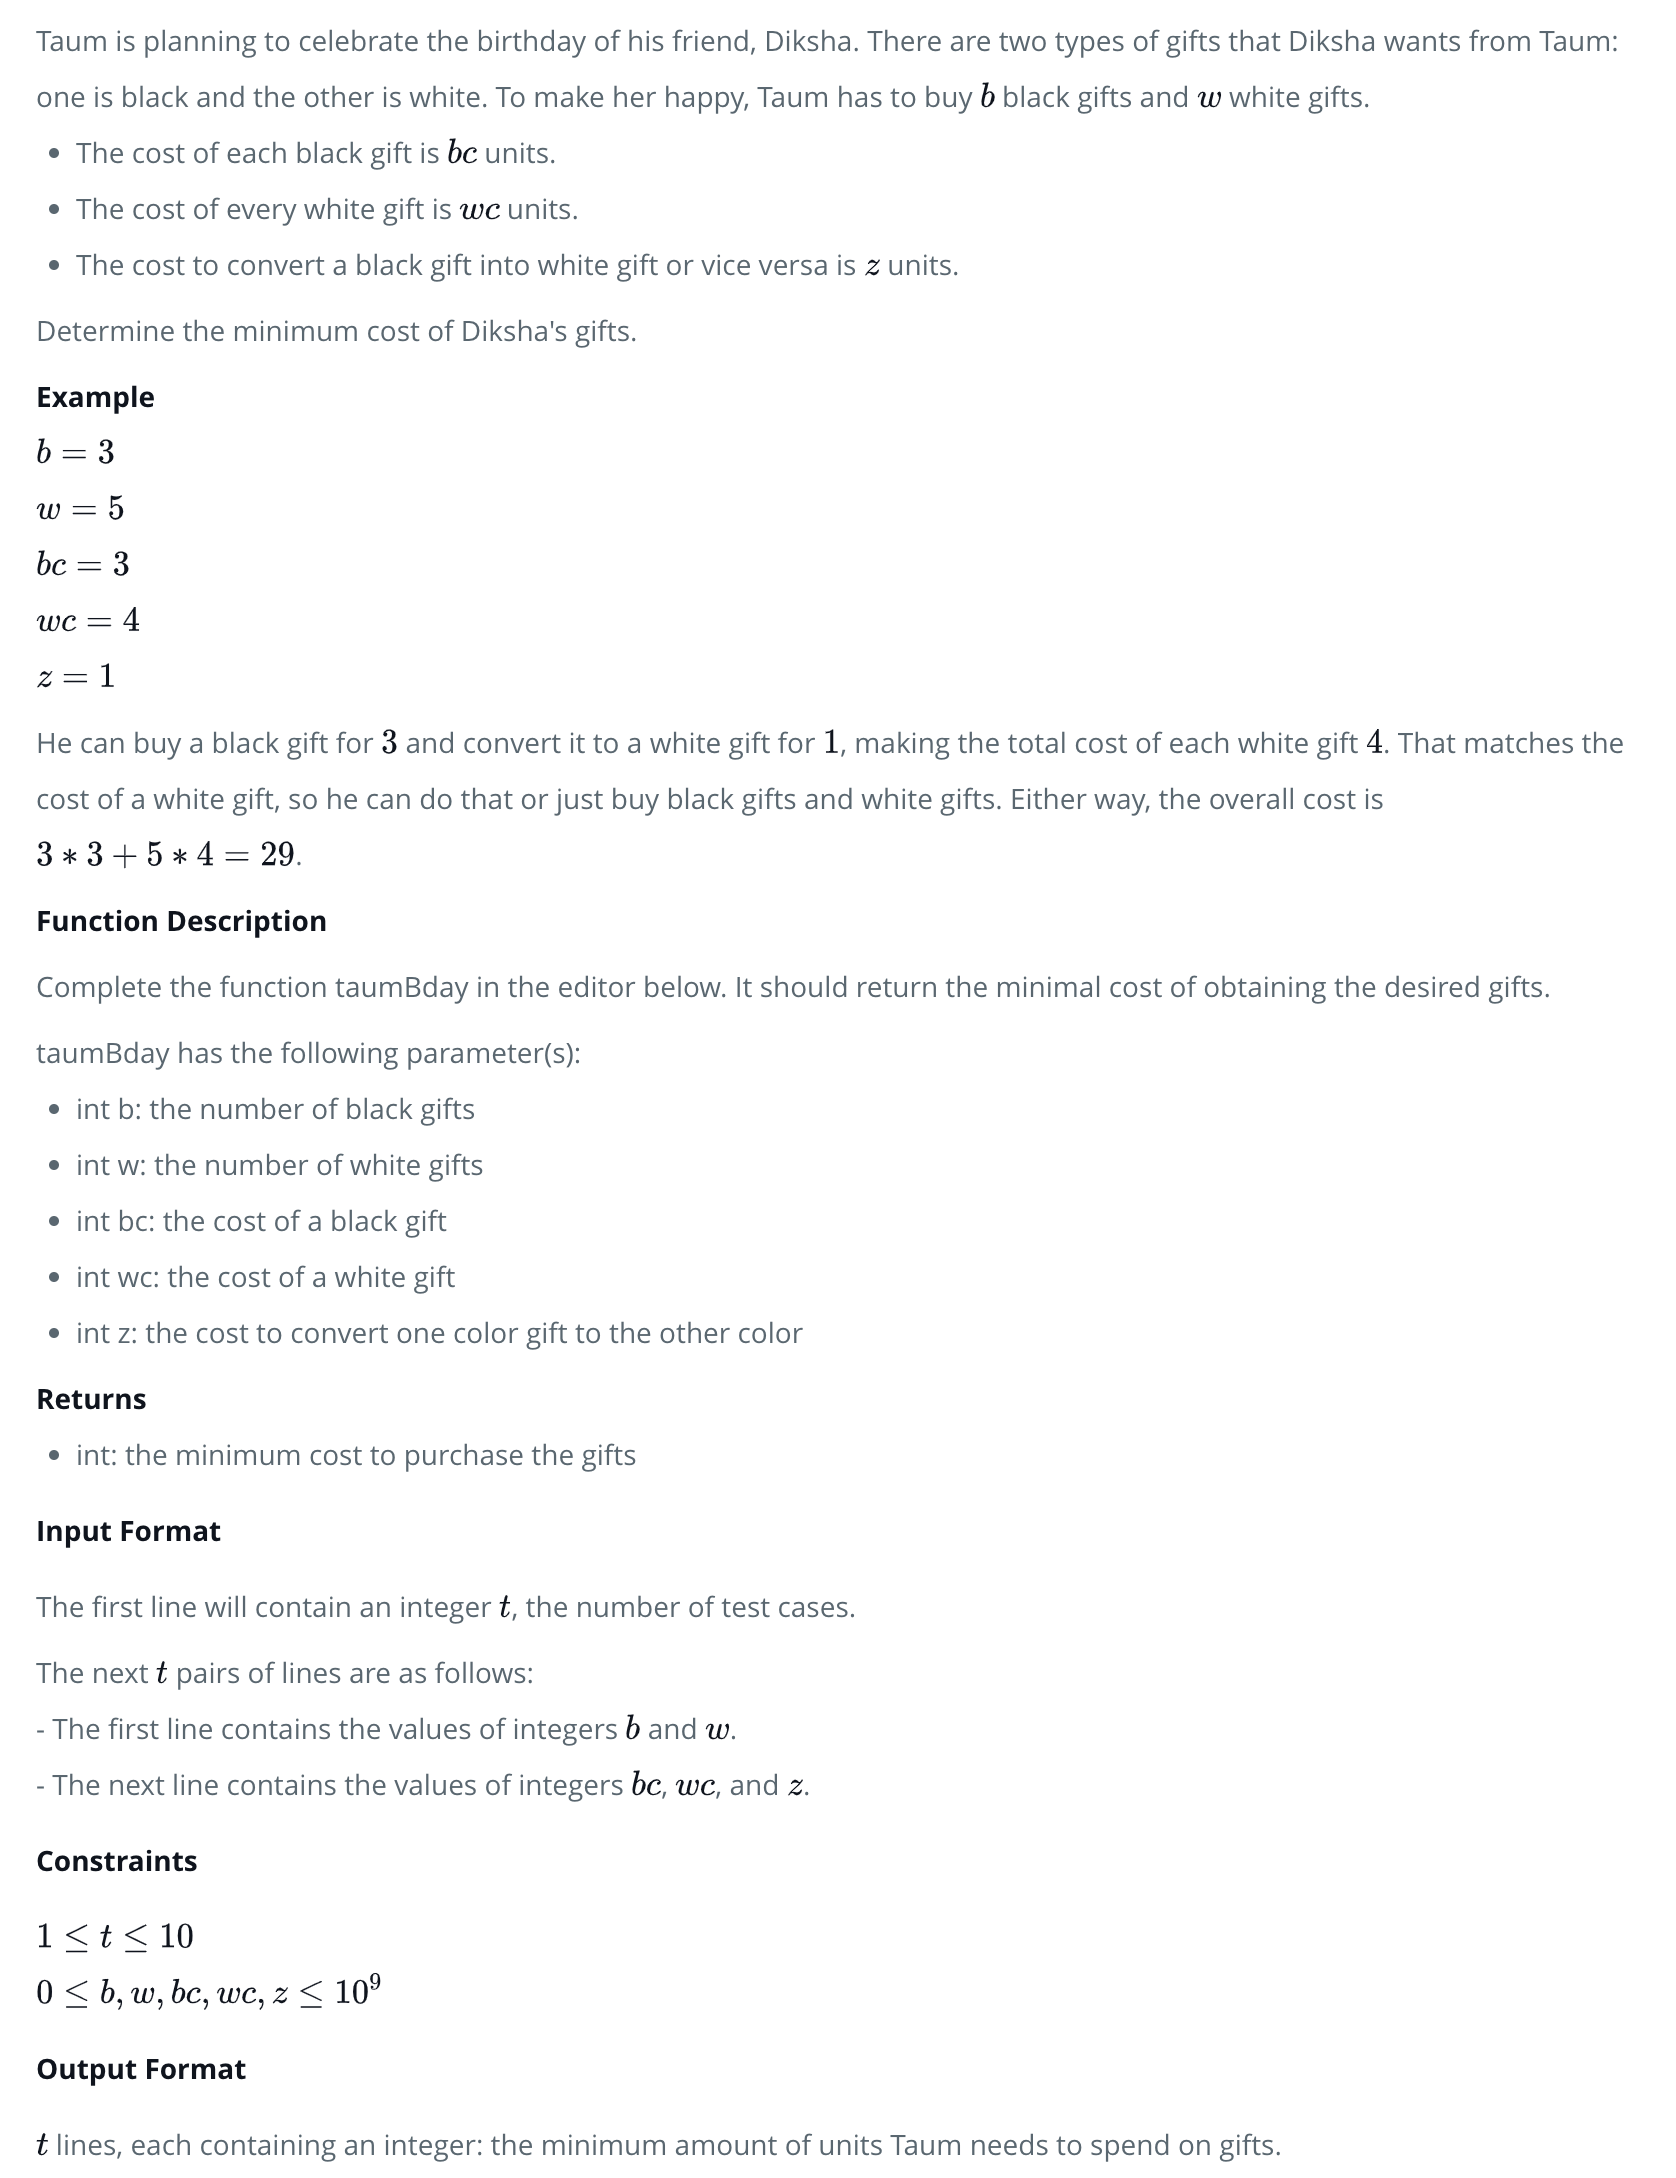 Taum is planning to celebrate the birthday of his friend, Diksha. There are two types of gifts that Diksha wants from Taum:
one is black and the other is white. To make her happy, Taum has to buy b black gifts and w white gifts.
• The cost of each black gift is bc units.
• The cost of every white gift is wc units.
• The cost to convert a black gift into white gift or vice versa is z units.
Determine the minimum cost of Diksha's gifts.
Example
b = 3
w = 5
bc = 3
wc = 4
z = 1
He can buy a black gift for 3 and convert it to a white gift for 1, making the total cost of each white gift 4. That matches the
cost of a white gift, so he can do that or just buy black gifts and white gifts. Either way, the overall cost is
3 * 3 + 5 * 4 = 29.
Function Description
Complete the function taumBday in the editor below. It should return the minimal cost of obtaining the desired gifts.
taumBday has the following parameter(s):
• int b: the number of black gifts
• int w: the number of white gifts
• int bc: the cost of a black gift
• int wc: the cost of a white gift
• int z: the cost to convert one color gift to the other color
Returns
• int: the minimum cost to purchase the gifts
Input Format
The first line will contain an integer t, the number of test cases.
The next t pairs of lines are as follows:
- The first line contains the values of integers b and w.
- The next line contains the values of integers bc, wc, and z.
Constraints
1 ≤ t ≤ 10
0 ≤ b, w, bc, wc, z ≤ 10⁹
Output Format
t lines, each containing an integer: the minimum amount of units Taum needs to spend on gifts.